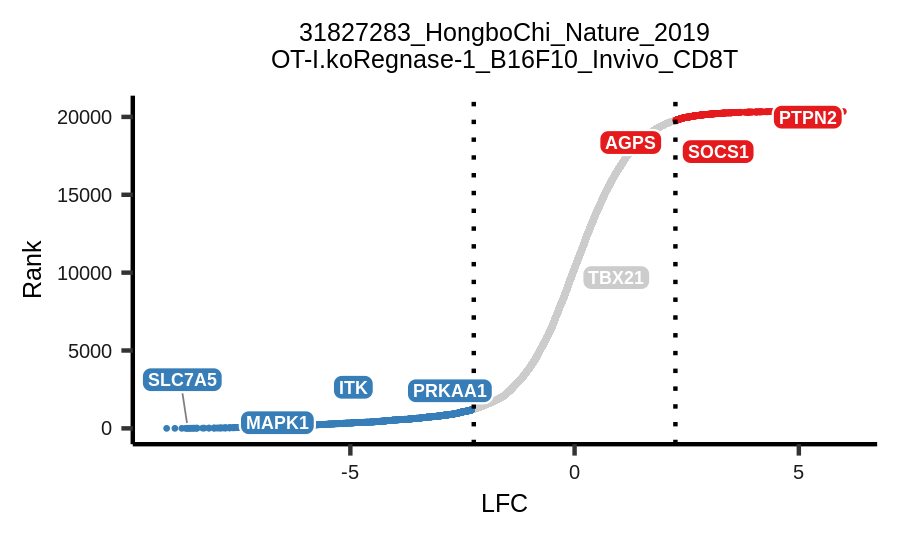 31827283_HongboChi_Nature_2019
OT-I.koRegnase-1_B16F10_Invivo_CD8T
20000
15000
10000
5000
0
Rank
PTPN2
AGPS
SOCS1
TBX21
SLC7A5
ITK
PRKAA1
MAPK1
-5
0
5
LFC